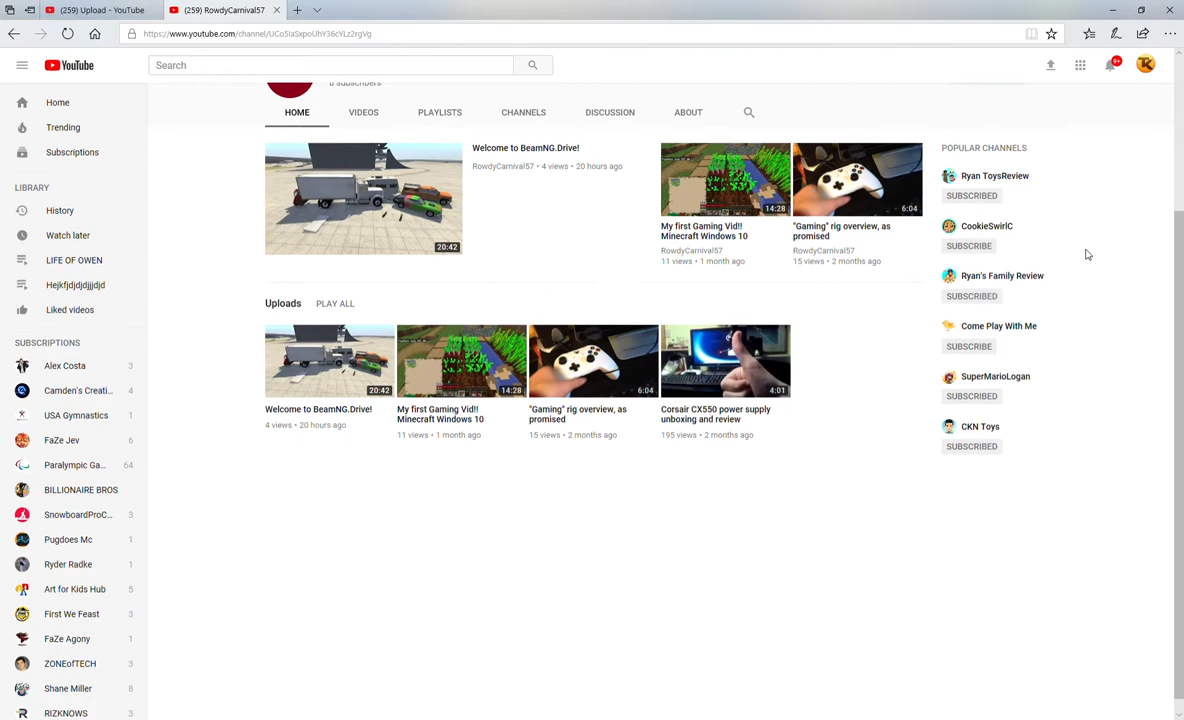 (259) Upload - YouTube
(259) RowdyCarnival57
https://www.youtube.com/channel/UCo5IaSxpoUhY36cYLz2rgVg
YouTube
Search
9+
8 subscribers
HOME
VIDEOS
PLAYLISTS
CHANNELS
DISCUSSION
ABOUT
Home
Trending
Subscriptions
LIBRARY
History
Watch later
LIFE OF OWEN
Hejkfjdjdjdjjjdjd
Liked videos
SUBSCRIPTIONS
Alex Costa 3
Camden's Creati... 4
USA Gymnastics 1
FaZe Jev 6
Paralympic Ga... 64
BILLIONAIRE BROS
SnowboardProC... 3
Pugdoes Mc 1
Ryder Radke 1
Art for Kids Hub 5
First We Feast 3
FaZe Agony 1
ZONEofTECH 3
Shane Miller 8
RIZKNOWS 3
20:42
Welcome to BeamNG.Drive!
RowdyCarnival57 • 4 views • 20 hours ago
14:28
My first Gaming Vid!!
Minecraft Windows 10
RowdyCarnival57
11 views • 1 month ago
6:04
"Gaming" rig overview, as
promised
RowdyCarnival57
15 views • 2 months ago
Uploads PLAY ALL
20:42
Welcome to BeamNG.Drive!
4 views • 20 hours ago
14:28
My first Gaming Vid!!
Minecraft Windows 10
11 views • 1 month ago
6:04
"Gaming" rig overview, as
promised
15 views • 2 months ago
4:01
Corsair CX550 power supply
unboxing and review
195 views • 2 months ago
POPULAR CHANNELS
Ryan ToysReview
SUBSCRIBED
CookieSwirlC
SUBSCRIBE
Ryan's Family Review
SUBSCRIBED
Come Play With Me
SUBSCRIBE
SuperMarioLogan
SUBSCRIBED
CKN Toys
SUBSCRIBED